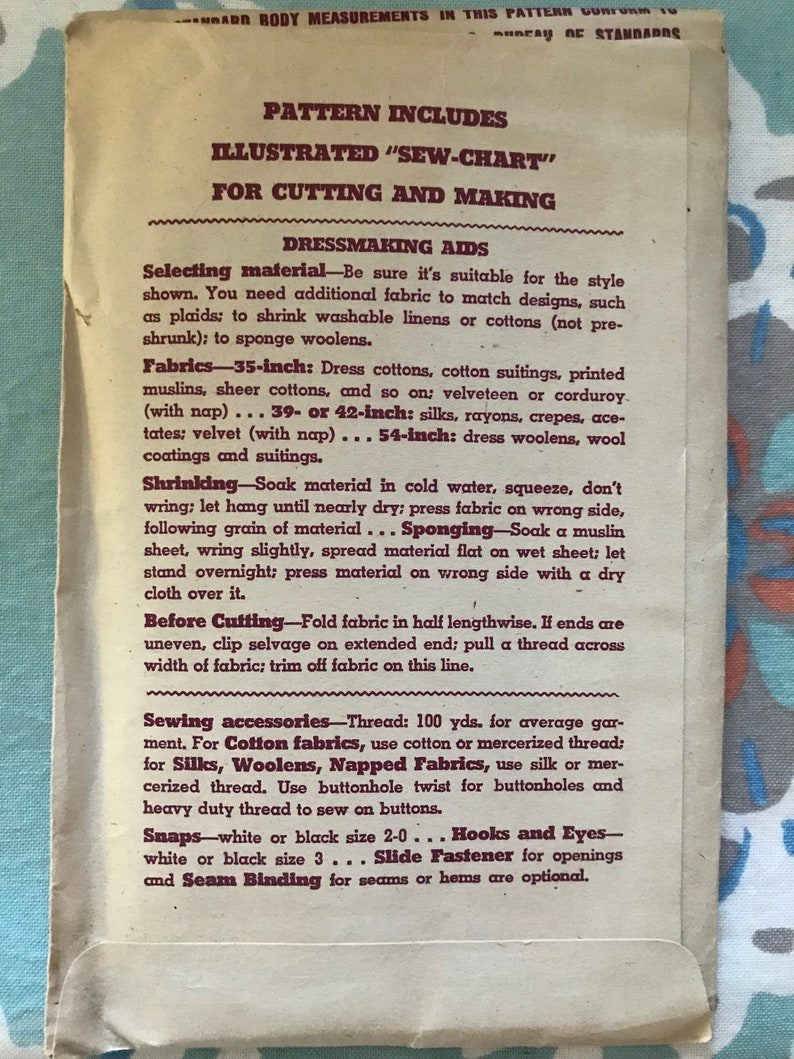 STANDARD BODY MEASUREMENTS IN THIS PATTERN CONFORM TO
BUREAU OF STANDARDS
PATTERN INCLUDES
ILLUSTRATED "SEW-CHART"
FOR CUTTING AND MAKING
DRESSMAKING AIDS
Selecting material—Be sure it's suitable for the style
shown. You need additional fabric to match designs, such
as plaids; to shrink washable linens or cottons (not pre-
shrunk); to sponge woolens.
Fabrics—35-inch: Dress cottons, cotton suitings, printed
muslins, sheer cottons, and so on; velveteen or corduroy
(with nap) . . . 39- or 42-inch: silks, rayons, crepes, ace-
tates; velvet (with nap) . . . 54-inch: dress woolens, wool
coatings and suitings.
Shrinking—Soak material in cold water, squeeze, don't
wring; let hang until nearly dry; press fabric on wrong side,
following grain of material . . . Sponging—Soak a muslin
sheet, wring slightly, spread material flat on wet sheet; let
stand overnight; press material on wrong side with a dry
cloth over it.
Before Cutting—Fold fabric in half lengthwise. If ends are
uneven, clip selvage on extended end; pull a thread across
width of fabric; trim off fabric on this line.
Sewing accessories—Thread: 100 yds. for average gar-
ment. For Cotton fabrics, use cotton or mercerized thread;
for Silks, Woolens, Napped Fabrics, use silk or mer-
cerized thread. Use buttonhole twist for buttonholes and
heavy duty thread to sew on buttons.
Snaps—white or black size 2-0 . . . Hooks and Eyes—
white or black size 3 . . . Slide Fastener for openings
and Seam Binding for seams or hems are optional.